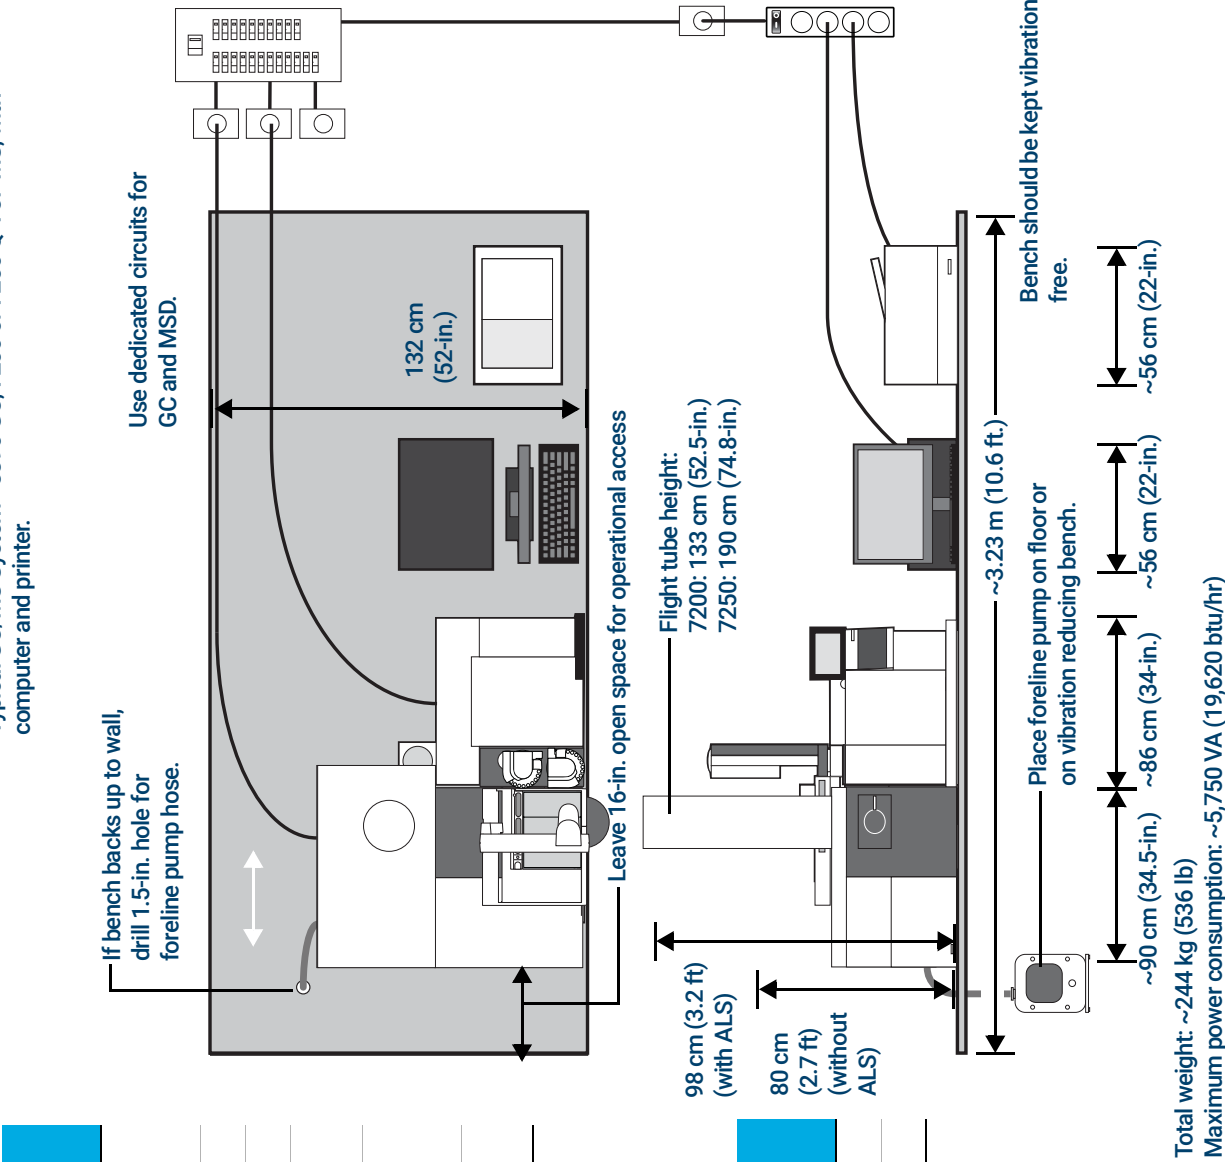 computer and printer.
Use dedicated circuits for
GC and MSD.
If bench backs up to wall,
drill 1.5-in. hole for
foreline pump hose.
132 cm
(52-in.)
Leave 16-in. open space for operational access
Flight tube height:
7200: 133 cm (52.5-in.)
7250: 190 cm (74.8-in.)
98 cm (3.2 ft)
(with ALS)
80 cm
(2.7 ft)
(without
ALS)
~3.23 m (10.6 ft.)
Bench should be kept vibration
free.
Place foreline pump on floor or
on vibration reducing bench.
~90 cm (34.5-in.)
~86 cm (34-in.)
~56 cm (22-in.)
~56 cm (22-in.)
Total weight: ~244 kg (536 lb)
Maximum power consumption: ~5,750 VA (19,620 btu/hr)